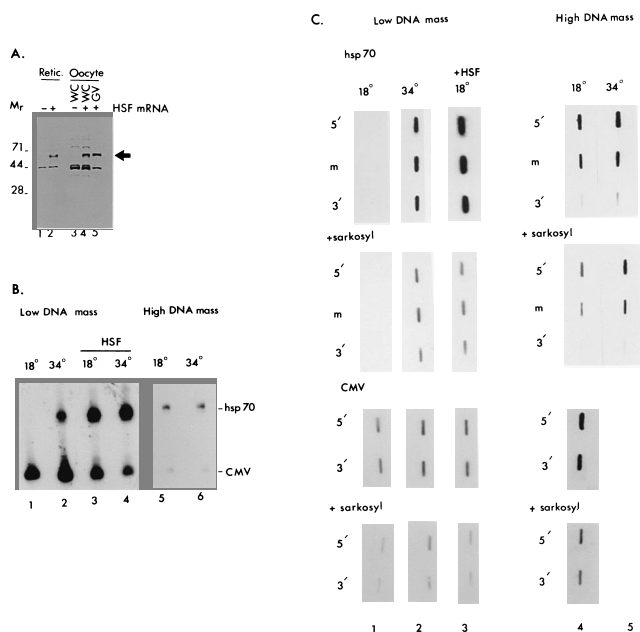 A.
Retic. Oocyte
WC WC GV
Mr - + - + + HSF mRNA
71_
44_
28_
1 2 3 4 5
B.
Low DNA mass High DNA mass
HSF
18° 34° 18° 34° 18° 34°
-hsp 70
-CMV
1 2 3 4 5 6
C.
Low DNA mass High DNA mass
hsp 70
+HSF
18° 34° 18° 18° 34°
5′ 5′
m m
3′ 3′
+sarkosyl + sarkosyl
5′ 5′
m m
3′ 3′
CMV
5′ 5′
3′ 3′
+ sarkosyl + sarkosyl
5′ 5′
3′ 3′
1 2 3 4 5